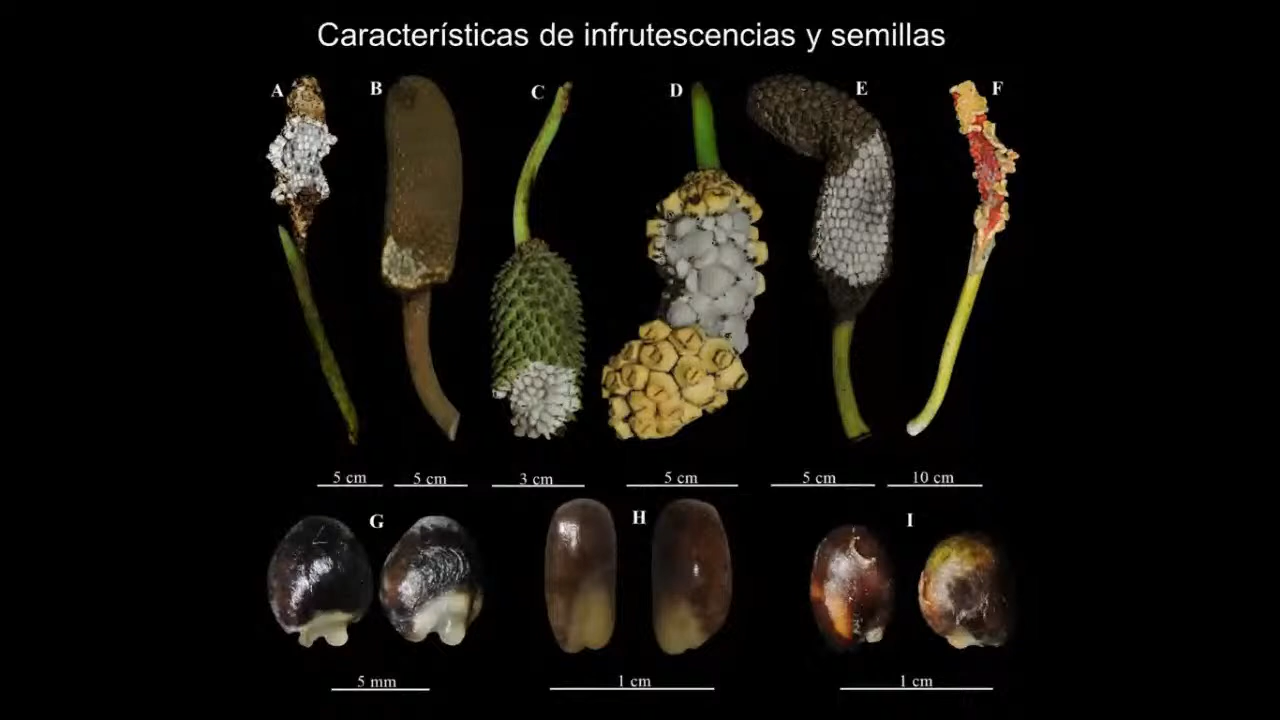 Características de infrutescencias y semillas
A B C D E F
5 cm 5 cm 3 cm 5 cm 5 cm 10 cm
G H I
5 mm 1 cm 1 cm